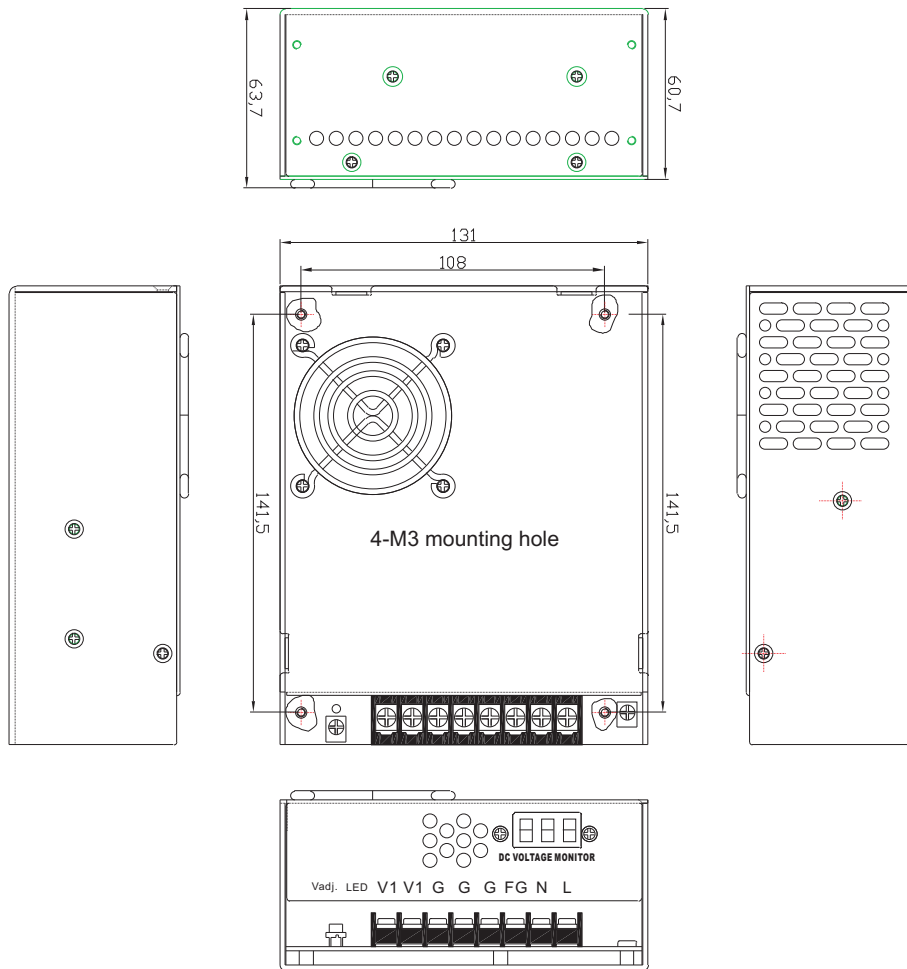 63,7
60,7
131
108
141,5
141,5
4-M3 mounting hole
DC VOLTAGE MONITOR
Vadj. LED V1 V1 G G G FG N L